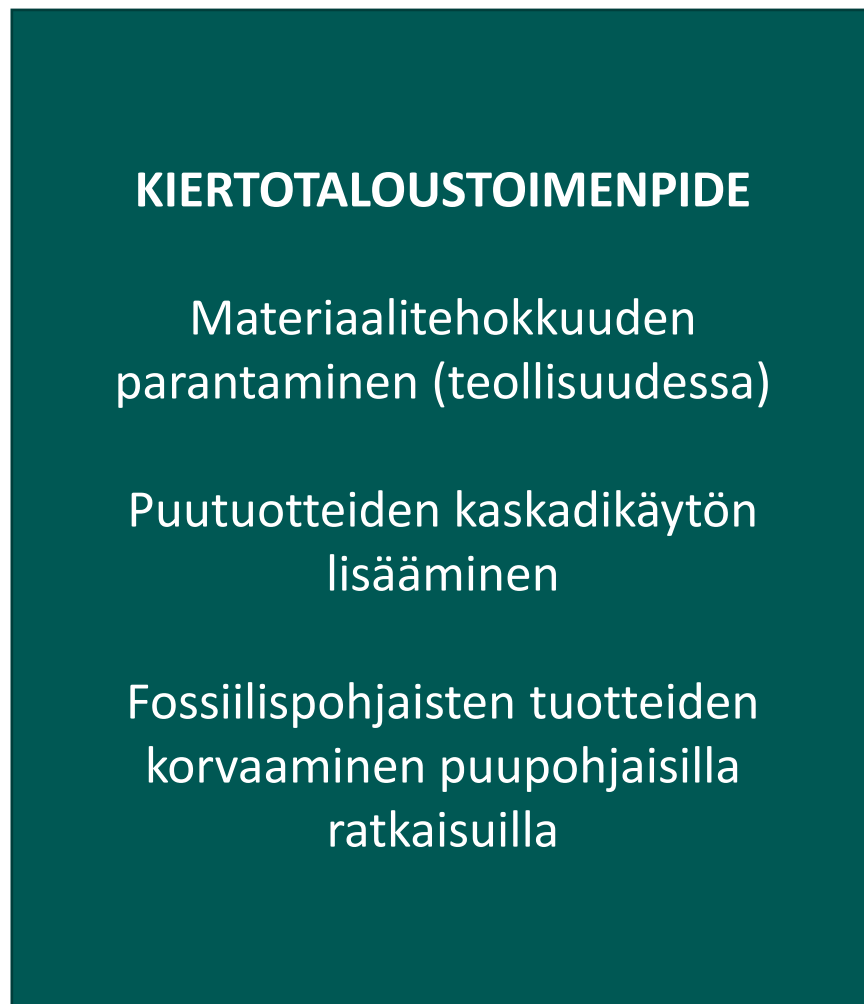 KIERTOTALOUSTOIMENPIDE
Materiaalitehokkuuden
parantaminen (teollisuudessa)
Puutuotteiden kaskadikäytön
lisääminen
Fossiilispohjaisten tuotteiden
korvaaminen puupohjaisilla
ratkaisuilla